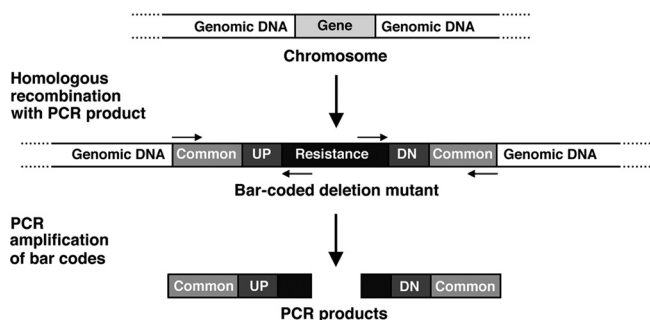 Genomic DNA Gene Genomic DNA
Chromosome
Homologous
recombination
with PCR product
Genomic DNA Common UP Resistance DN Common Genomic DNA
Bar-coded deletion mutant
PCR
amplification
of bar codes
Common UP DN Common
PCR products